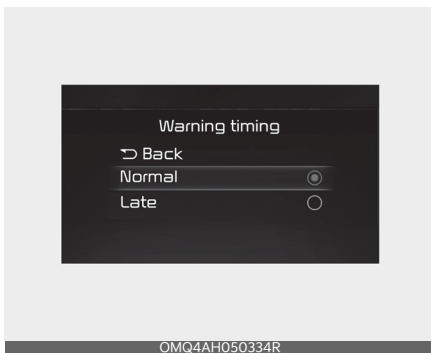 Warning timing
Back
Normal
Late
OMQ4AH050334R